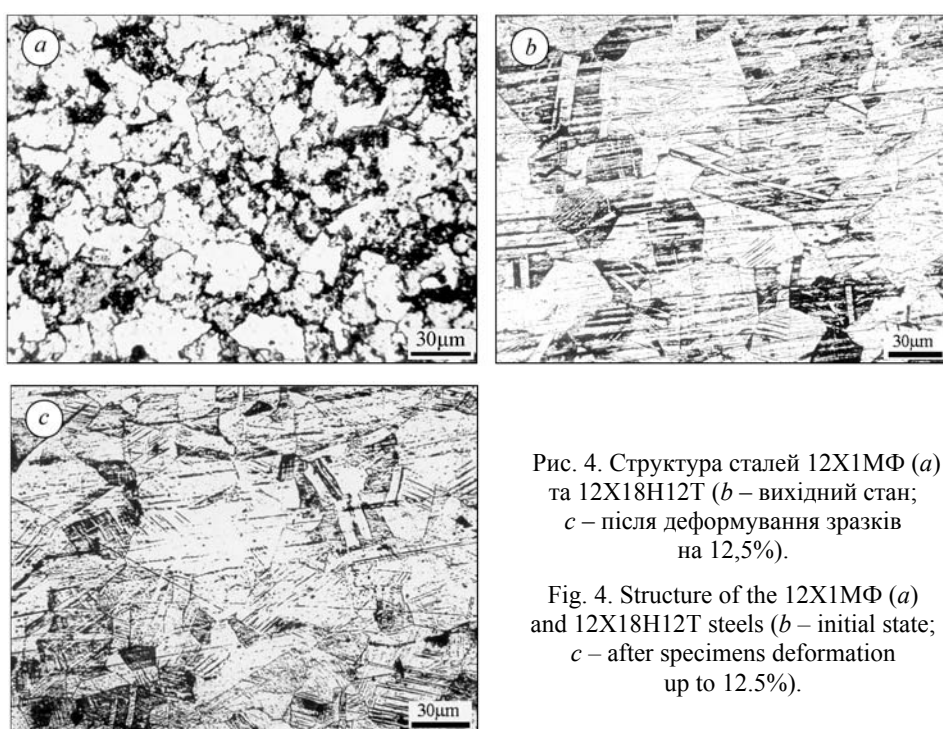 a
b
30μm
30μm
c
30μm
Рис. 4. Структура сталей 12Х1МФ (a)
та 12Х18Н12Т (b – вихідний стан;
c – після деформування зразків
на 12,5%).
Fig. 4. Structure of the 12Х1МФ (a)
and 12Х18Н12Т steels (b – initial state;
c – after specimens deformation
up to 12.5%).